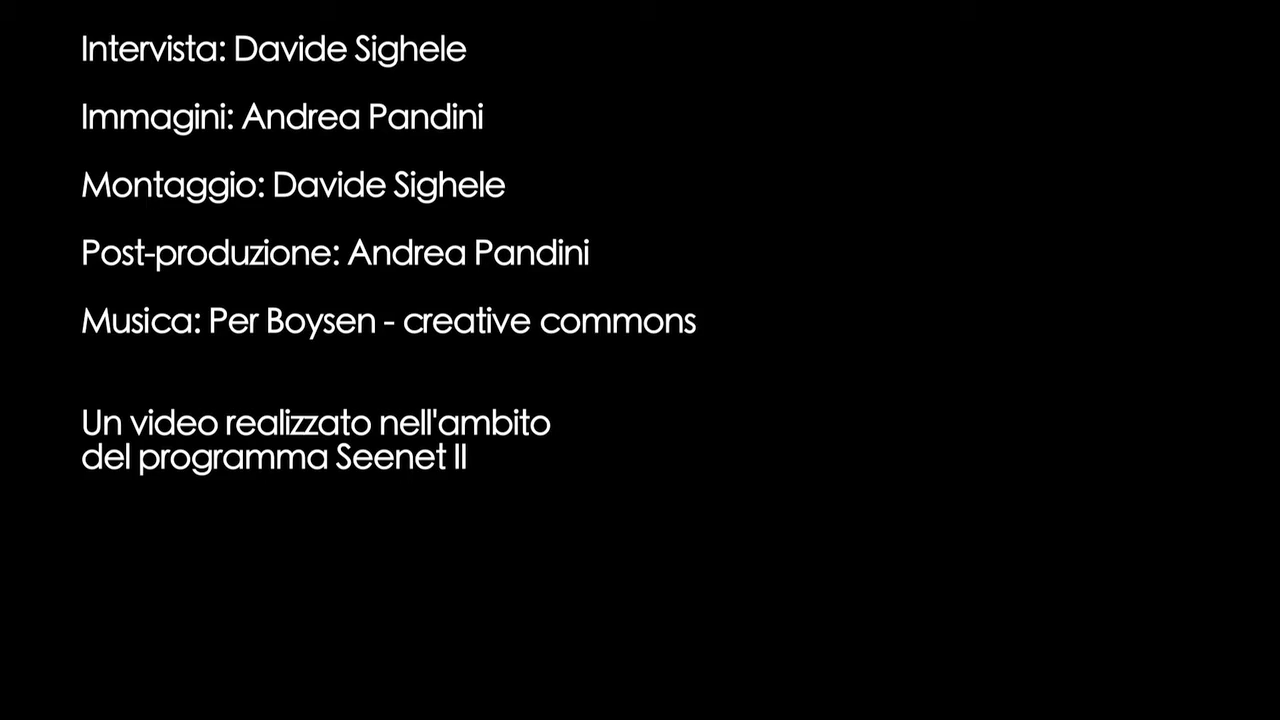 Intervista: Davide Sighele
Immagini: Andrea Pandini
Montaggio: Davide Sighele
Post-produzione: Andrea Pandini
Musica: Per Boysen - creative commons
Un video realizzato nell'ambito
del programma Seenet II